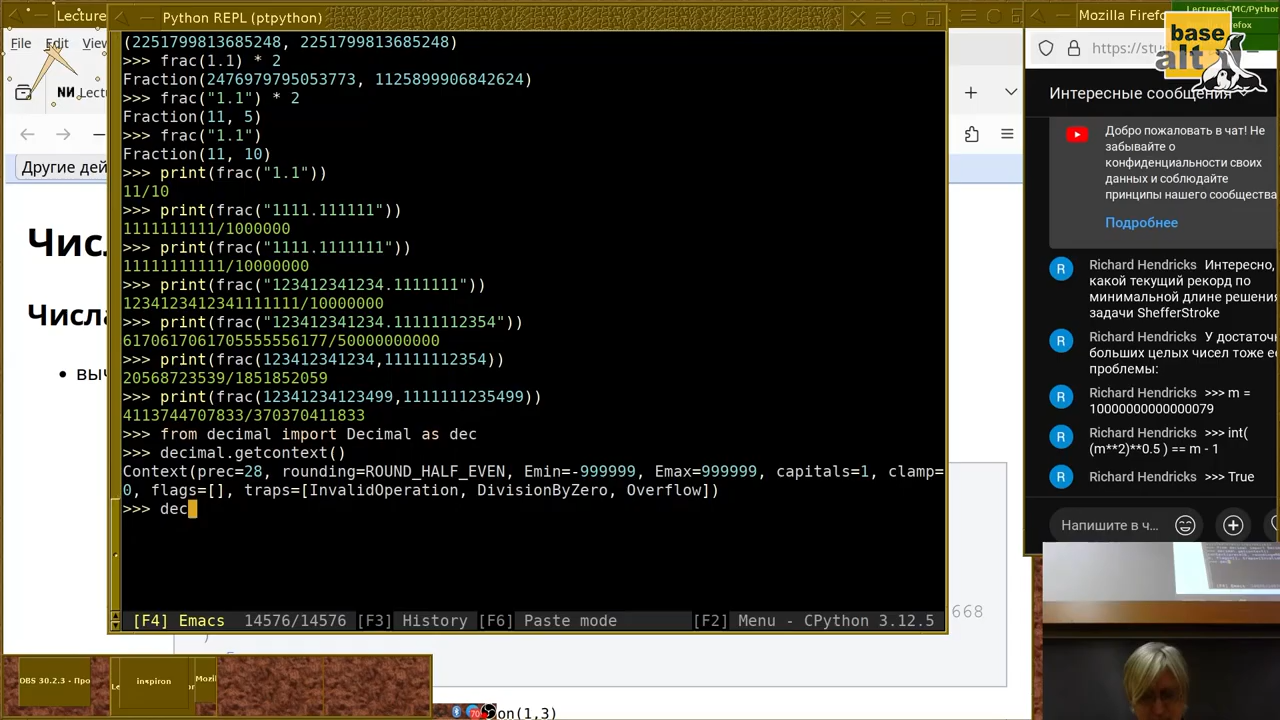 Lecture
Python REPL (ptpython)
Mozilla Firefo
LecturesCMC/Python
Firefox
File Edit View
Lectu
Другие дей
Числ
Числа
выч
(2251799813685248, 2251799813685248)
>>> frac(1.1) * 2
Fraction(2476979795053773, 1125899906842624)
>>> frac("1.1") * 2
Fraction(11, 5)
>>> frac("1.1")
Fraction(11, 10)
>>> print(frac("1.1"))
11/10
>>> print(frac("1111.111111"))
1111111111/1000000
>>> print(frac("1111.1111111"))
11111111111/10000000
>>> print(frac("123412341234.1111111"))
1234123412341111111/10000000
>>> print(frac("123412341234.11111112354"))
6170617061705555556177/50000000000
>>> print(frac(123412341234,11111112354))
20568723539/1851852059
>>> print(frac(12341234123499,1111111235499))
4113744707833/370370411833
>>> from decimal import Decimal as dec
>>> decimal.getcontext()
Context(prec=28, rounding=ROUND_HALF_EVEN, Emin=-999999, Emax=999999, capitals=1, clamp=
0, flags=[], traps=[InvalidOperation, DivisionByZero, Overflow])
>>> dec
[F4] Emacs 14576/14576 [F3] History [F6] Paste mode [F2] Menu - CPython 3.12.5
668
)
on(1,3)
base
alt
https://stu
Интересные сообщения
Добро пожаловать в чат! Не
забывайте о
конфиденциальности своих
данных и соблюдайте
принципы нашего сообщества
Подробнее
Richard Hendricks Интересно,
какой текущий рекорд по
минимальной длине решения
задачи ShefferStroke
Richard Hendricks У достаточн
больших целых чисел тоже ес
проблемы:
Richard Hendricks >>> m =
10000000000000079
Richard Hendricks >>> int(
(m**2)**0.5 ) == m - 1
Richard Hendricks >>> True
Напишите в ч...
OBS 30.2.3 - Про
inspiron
Mozi
70